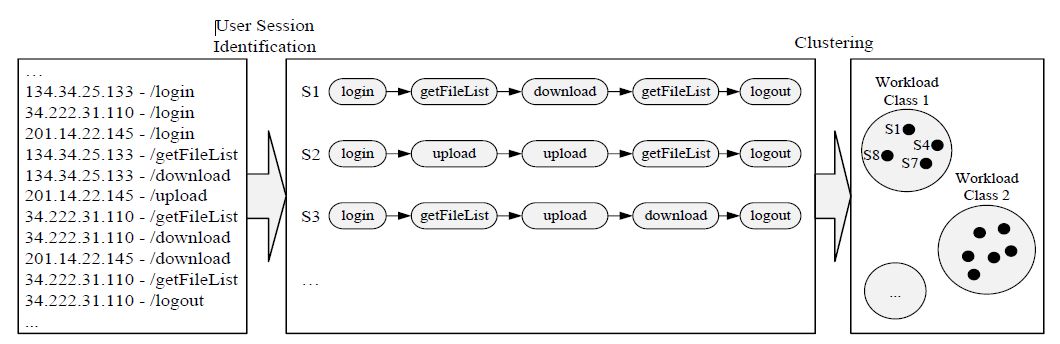 User Session
Identification
Clustering
...
134.34.25.133 - /login
34.222.31.110 - /login
201.14.22.145 - /login
134.34.25.133 - /getFileList
134.34.25.133 - /download
201.14.22.145 - /upload
34.222.31.110 - /getFileList
34.222.31.110 - /download
201.14.22.145 - /download
34.222.31.110 - /getFileList
34.222.31.110 - /logout
...
S1 login getFileList download getFileList logout
S2 login upload upload getFileList logout
S3 login getFileList upload download logout
...
Workload
Class 1
S1
S4
S8
S7
Workload
Class 2
...